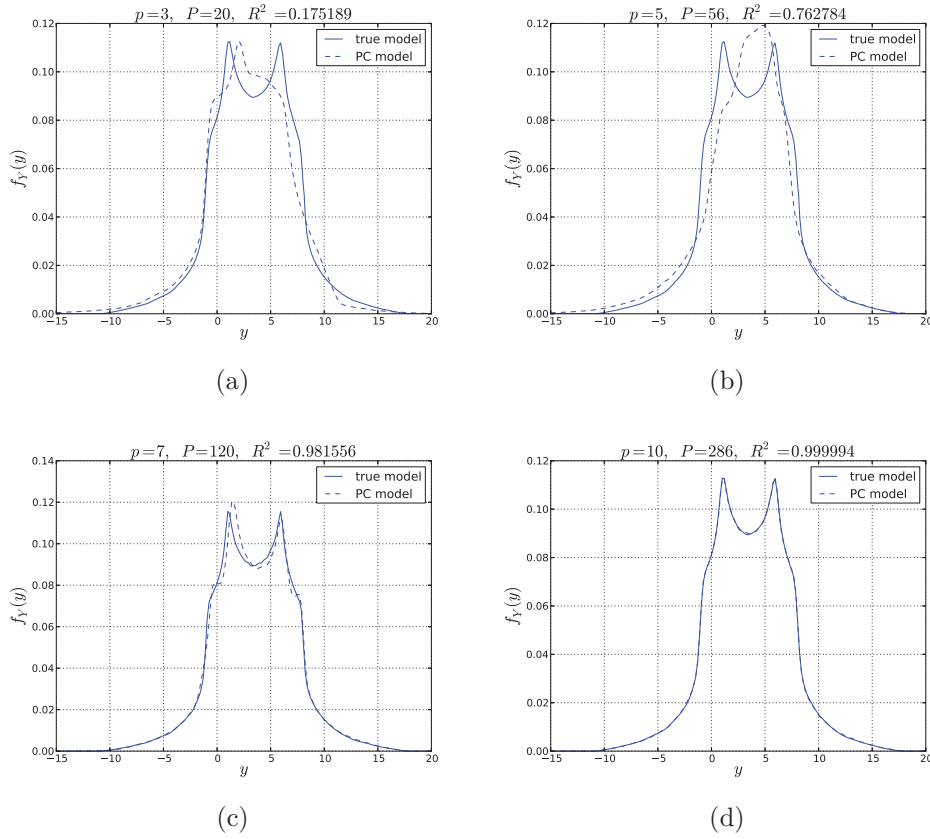 p=3, P=20, R²=0.175189
0.12
0.10
0.08
0.06
0.04
0.02
0.00
f_Y(y)
true model
PC model
−15 −10 −5 0 5 10 15 20
y
(a)
p=5, P=56, R²=0.762784
0.12
0.10
0.08
0.06
0.04
0.02
0.00
f_Y(y)
true model
PC model
−15 −10 −5 0 5 10 15 20
y
(b)
p=7, P=120, R²=0.981556
0.14
0.12
0.10
0.08
0.06
0.04
0.02
0.00
f_Y(y)
true model
PC model
−15 −10 −5 0 5 10 15 20
y
(c)
p=10, P=286, R²=0.999994
0.12
0.10
0.08
0.06
0.04
0.02
0.00
f_Y(y)
true model
PC model
−15 −10 −5 0 5 10 15 20
y
(d)